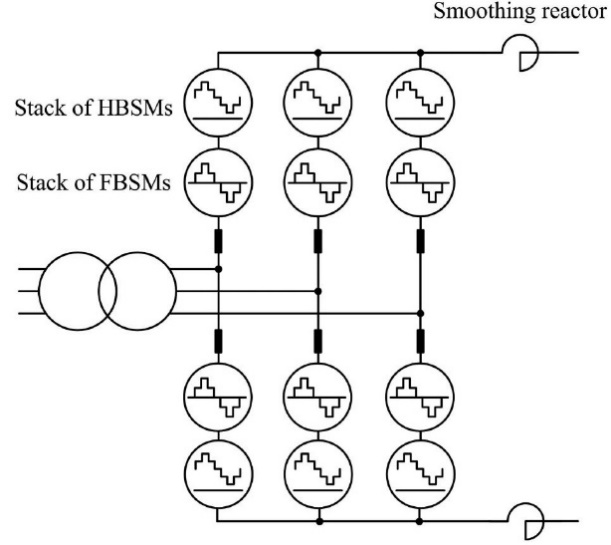 Smoothing reactor
Stack of HBSMs
Stack of FBSMs